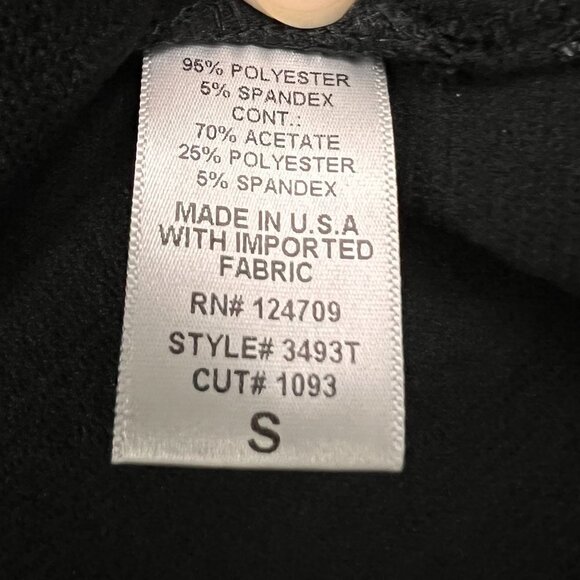 95% POLYESTER
5% SPANDEX
CONT.:
70% ACETATE
25% POLYESTER
5% SPANDEX
MADE IN U.S.A
WITH IMPORTED
FABRIC
RN# 124709
STYLE# 3493T
CUT# 1093
S